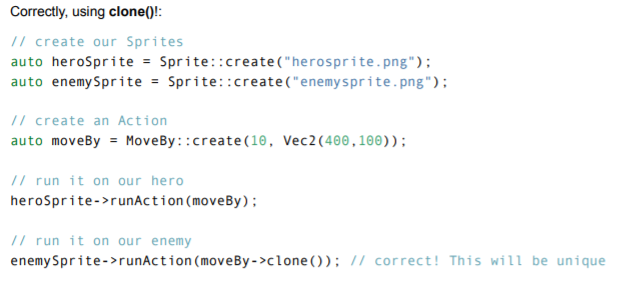 Correctly, using clone()!:
// create our Sprites
auto heroSprite = Sprite::create("herosprite.png");
auto enemySprite = Sprite::create("enemysprite.png");
// create an Action
auto moveBy = MoveBy::create(10, Vec2(400,100));
// run it on our hero
heroSprite->runAction(moveBy);
// run it on our enemy
enemySprite->runAction(moveBy->clone()); // correct! This will be unique